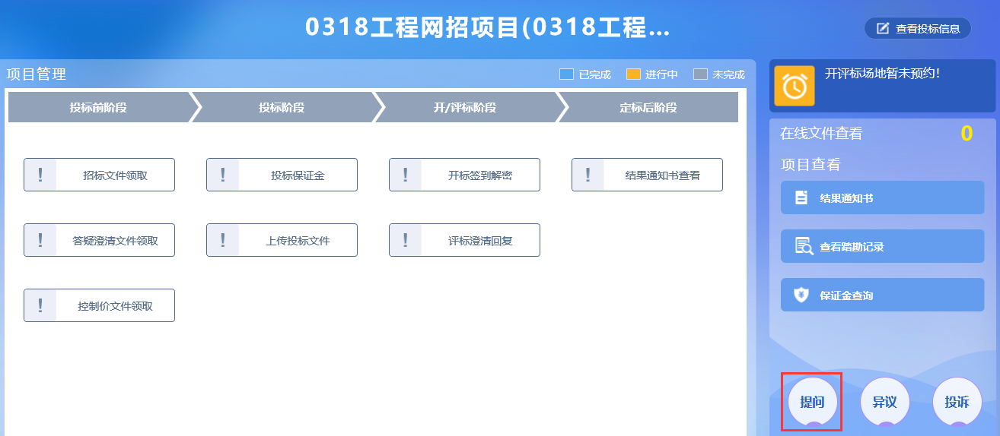 0318工程网招项目(0318工程...
查看投标信息
项目管理
已完成
进行中
未完成
投标前阶段
投标阶段
开/评标阶段
定标后阶段
! 招标文件领取
! 投标保证金
! 开标签到解密
! 结果通知书查看
! 答疑澄清文件领取
! 上传投标文件
! 评标澄清回复
! 控制价文件领取
开评标场地暂未预约!
在线文件查看 0
项目查看
结果通知书
查看踏勘记录
保证金查询
提问
异议
投诉